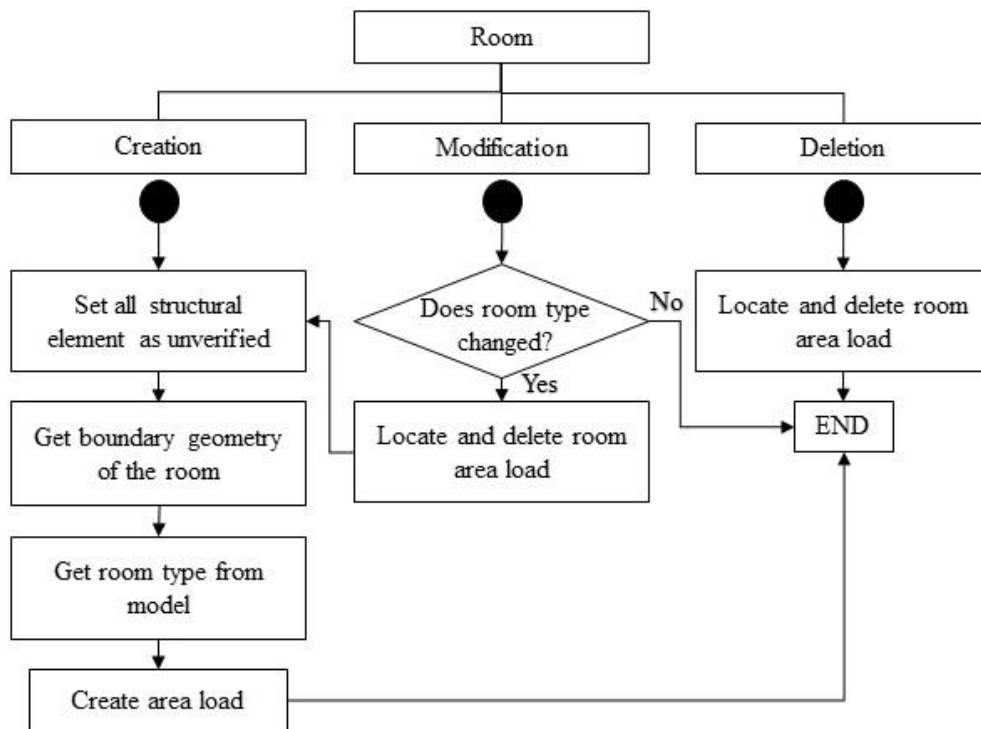 Room
Creation
Modification
Deletion
Set all structural
element as unverified
Does room type
changed?
No
Yes
Locate and delete room
area load
Get boundary geometry
of the room
Locate and delete room
area load
END
Get room type from
model
Create area load